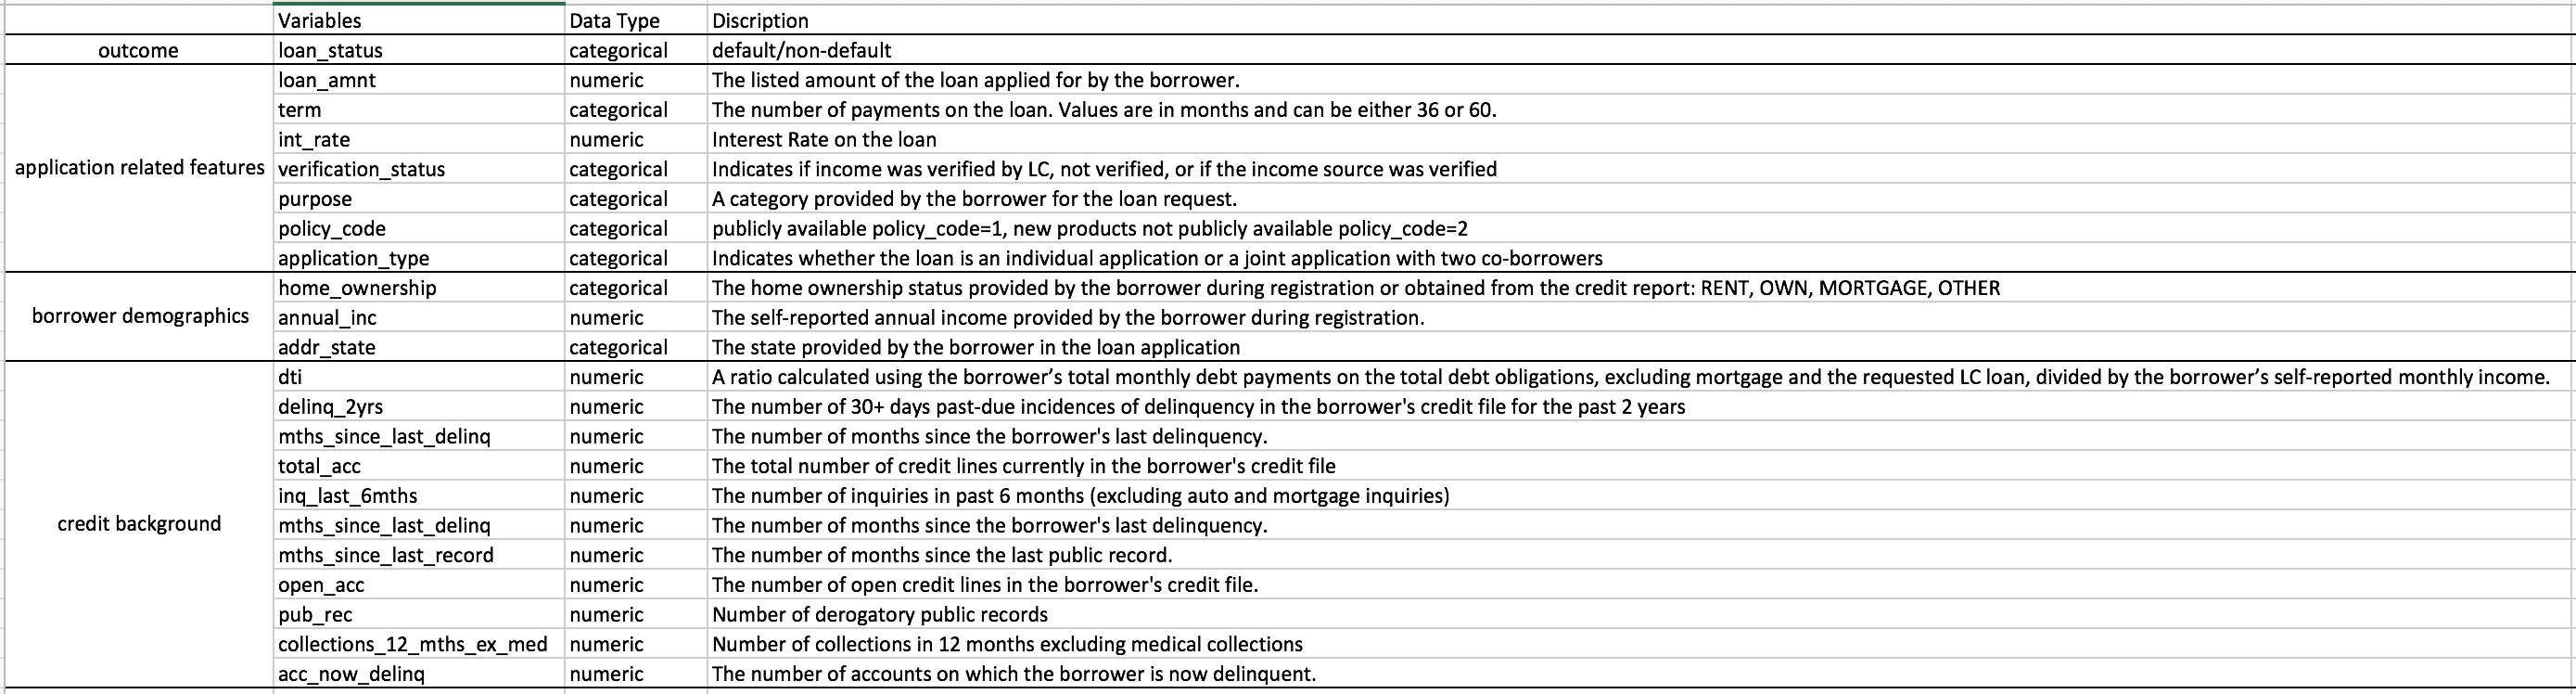 Variables Data Type Discription
outcome loan_status categorical default/non-default
loan_amnt numeric The listed amount of the loan applied for by the borrower.
term categorical The number of payments on the loan. Values are in months and can be either 36 or 60.
int_rate numeric Interest Rate on the loan
application related features verification_status categorical Indicates if income was verified by LC, not verified, or if the income source was verified
purpose categorical A category provided by the borrower for the loan request.
policy_code categorical publicly available policy_code=1, new products not publicly available policy_code=2
application_type categorical Indicates whether the loan is an individual application or a joint application with two co-borrowers
home_ownership categorical The home ownership status provided by the borrower during registration or obtained from the credit report: RENT, OWN, MORTGAGE, OTHER
borrower demographics annual_inc numeric The self-reported annual income provided by the borrower during registration.
addr_state categorical The state provided by the borrower in the loan application
dti numeric A ratio calculated using the borrower’s total monthly debt payments on the total debt obligations, excluding mortgage and the requested LC loan, divided by the borrower’s self-reported monthly income.
delinq_2yrs numeric The number of 30+ days past-due incidences of delinquency in the borrower's credit file for the past 2 years
mths_since_last_delinq numeric The number of months since the borrower's last delinquency.
total_acc numeric The total number of credit lines currently in the borrower's credit file
inq_last_6mths numeric The number of inquiries in past 6 months (excluding auto and mortgage inquiries)
credit background mths_since_last_delinq numeric The number of months since the borrower's last delinquency.
mths_since_last_record numeric The number of months since the last public record.
open_acc numeric The number of open credit lines in the borrower's credit file.
pub_rec numeric Number of derogatory public records
collections_12_mths_ex_med numeric Number of collections in 12 months excluding medical collections
acc_now_delinq numeric The number of accounts on which the borrower is now delinquent.